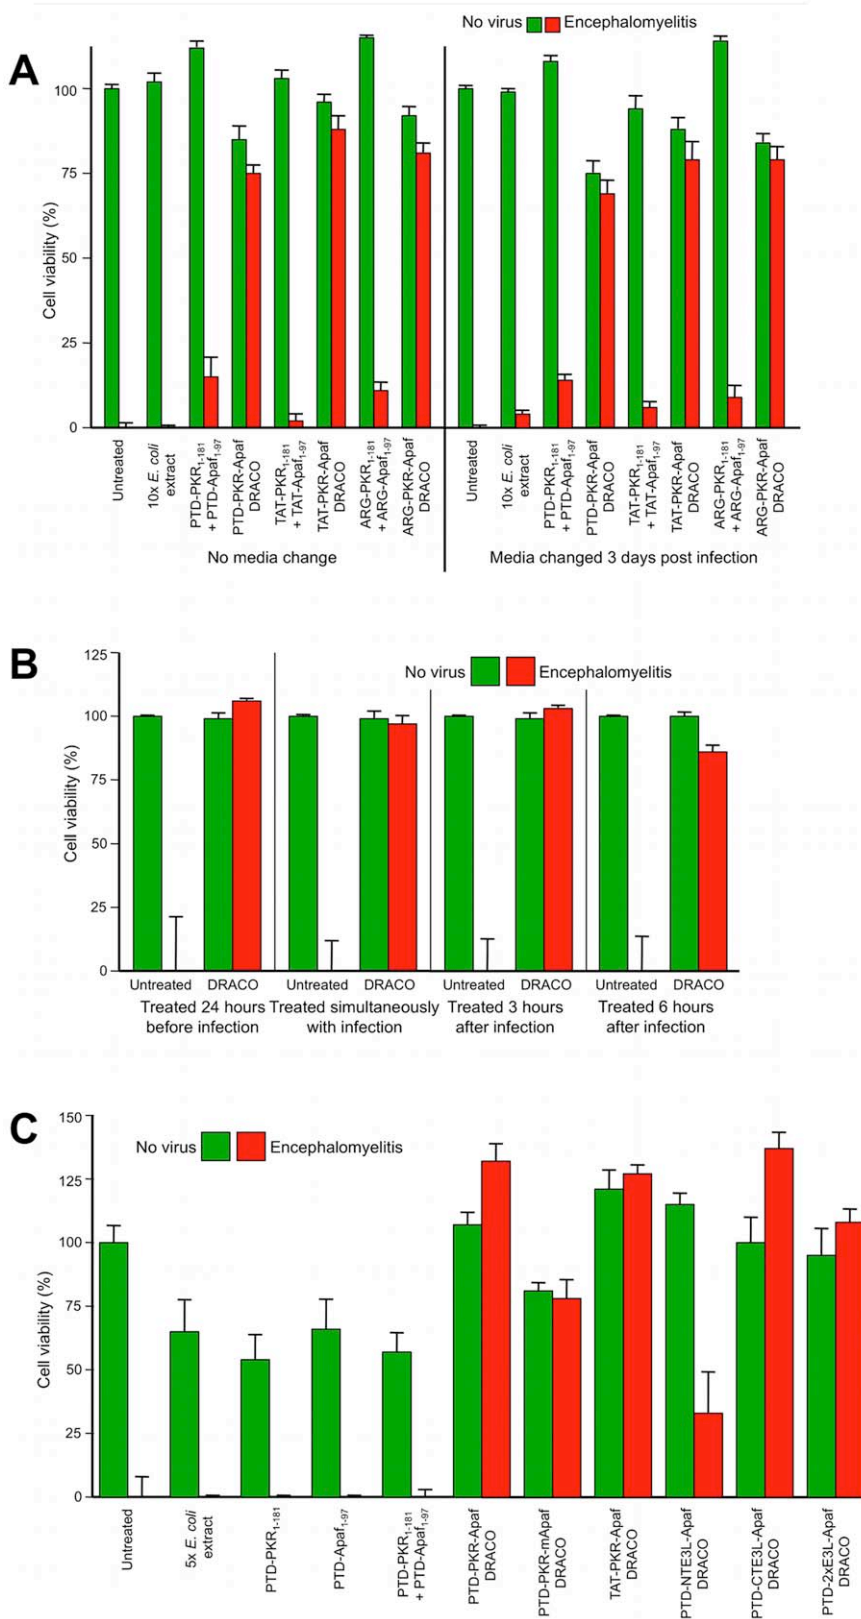 No virus Encephalomyelitis
A
100
75
50
25
0
Cell viability (%)
Untreated
10x E. coli
extract
PTD-PKR1-181
+ PTD-Apaf1-97
PTD-PKR-Apaf
DRACO
TAT-PKR1-181
+ TAT-Apaf1-97
TAT-PKR-Apaf
DRACO
ARG-PKR1-181
+ ARG-Apaf1-97
ARG-PKR-Apaf
DRACO
Untreated
10x E. coli
extract
PTD-PKR1-181
+ PTD-Apaf1-97
PTD-PKR-Apaf
DRACO
TAT-PKR1-181
+ TAT-Apaf1-97
TAT-PKR-Apaf
DRACO
ARG-PKR1-181
+ ARG-Apaf1-97
ARG-PKR-Apaf
DRACO
No media change
Media changed 3 days post infection
B
125
100
75
50
25
0
Cell viability (%)
No virus Encephalomyelitis
Untreated DRACO Untreated DRACO Untreated DRACO Untreated DRACO
Treated 24 hours
before infection
Treated simultaneously
with infection
Treated 3 hours
after infection
Treated 6 hours
after infection
C
150
125
100
75
50
25
0
Cell viability (%)
No virus Encephalomyelitis
Untreated
5x E. coli
extract
PTD-PKR1-181
PTD-Apaf1-97
PTD-PKR1-181
+ PTD-Apaf1-97
PTD-PKR-Apaf
DRACO
PTD-PKR-mApaf
DRACO
TAT-PKR-Apaf
DRACO
PTD-NTE3L-Apaf
DRACO
PTD-CTE3L-Apaf
DRACO
PTD-2xE3L-Apaf
DRACO